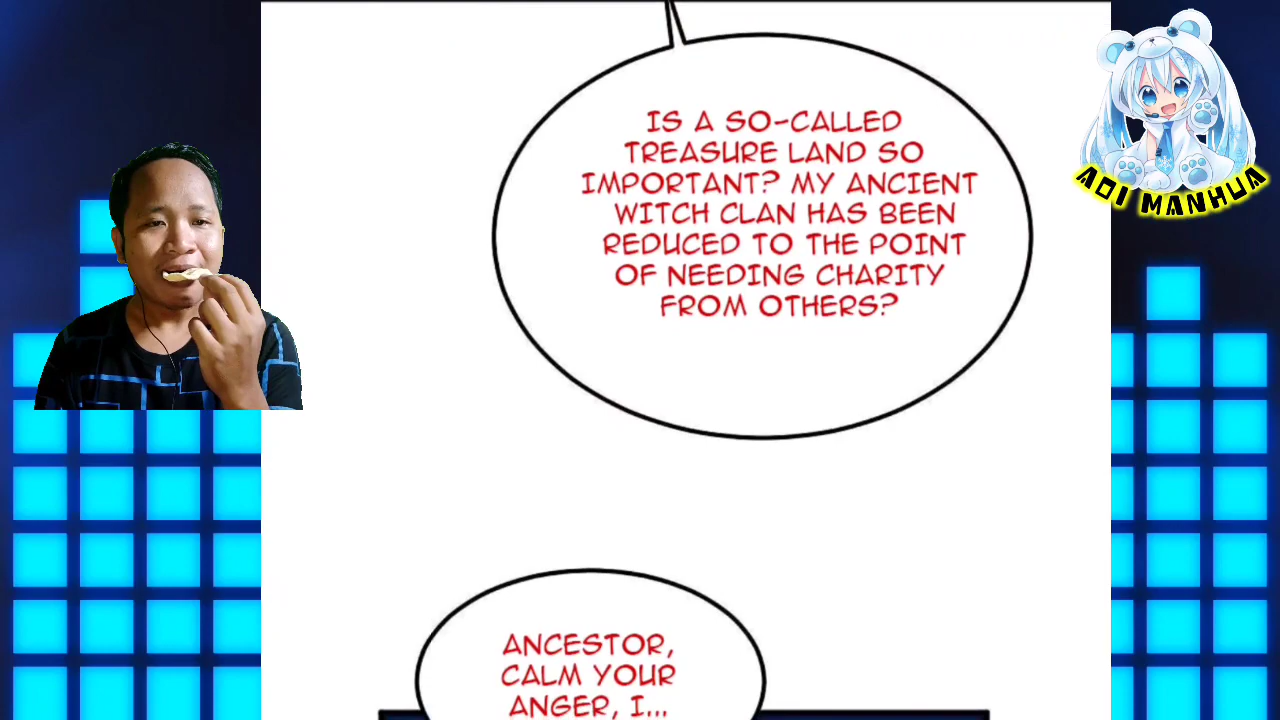 IS A SO-CALLED
TREASURE LAND SO
IMPORTANT? MY ANCIENT
WITCH CLAN HAS BEEN
REDUCED TO THE POINT
OF NEEDING CHARITY
FROM OTHERS?
AOI MANHUA
ANCESTOR,
CALM YOUR
ANGER, I...